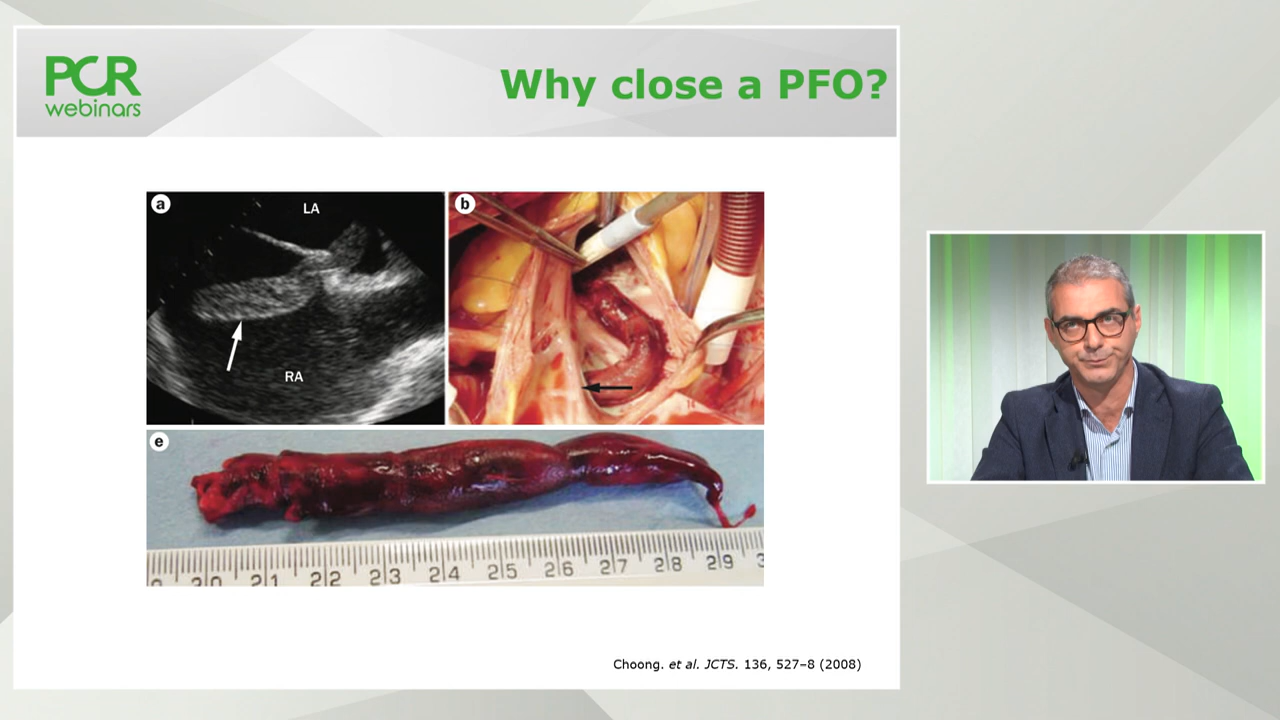 PCR
webinars
Why close a PFO?
a
LA
RA
b
e
20 21 22 23 24 25 26 27 28 29
Choong. et al. JCTS. 136, 527–8 (2008)